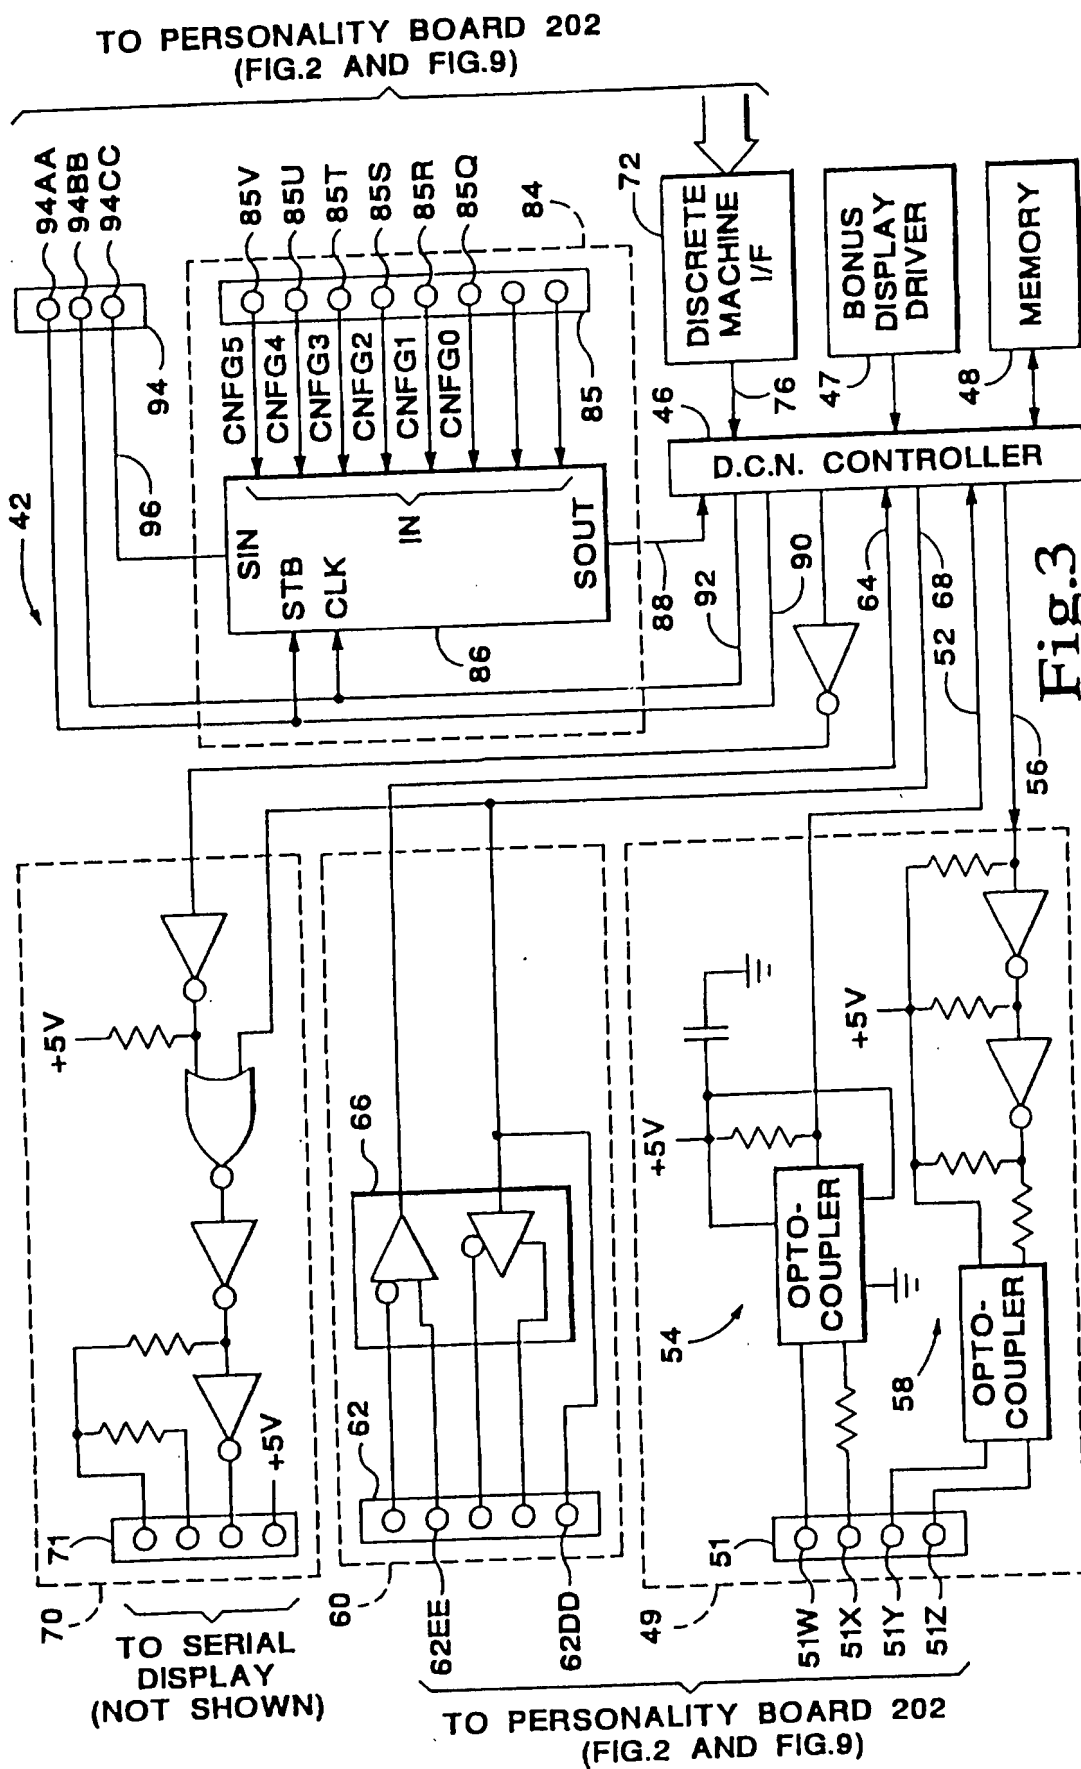 TO PERSONALITY BOARD 202
(FIG.2 AND FIG.9)
94AA
94BB
94CC
94
96
42
85V
85U
85T
85S
85R
85Q
84
CNFG5
CNFG4
CNFG3
CNFG2
CNFG1
CNFG0
85
SIN
STB
CLK
IN
SOUT
86
88
72
DISCRETE
MACHINE
I/F
76
BONUS
DISPLAY
DRIVER
47
MEMORY
48
46
D.C.N. CONTROLLER
92
90
64
68
52
56
Fig.3
+5V
71
+5V
70
TO SERIAL
DISPLAY
(NOT SHOWN)
66
62
60
62EE
62DD
+5V
OPTO-
COUPLER
54
+5V
OPTO-
COUPLER
58
51
49
51W
51X
51Y
51Z
TO PERSONALITY BOARD 202
(FIG.2 AND FIG.9)